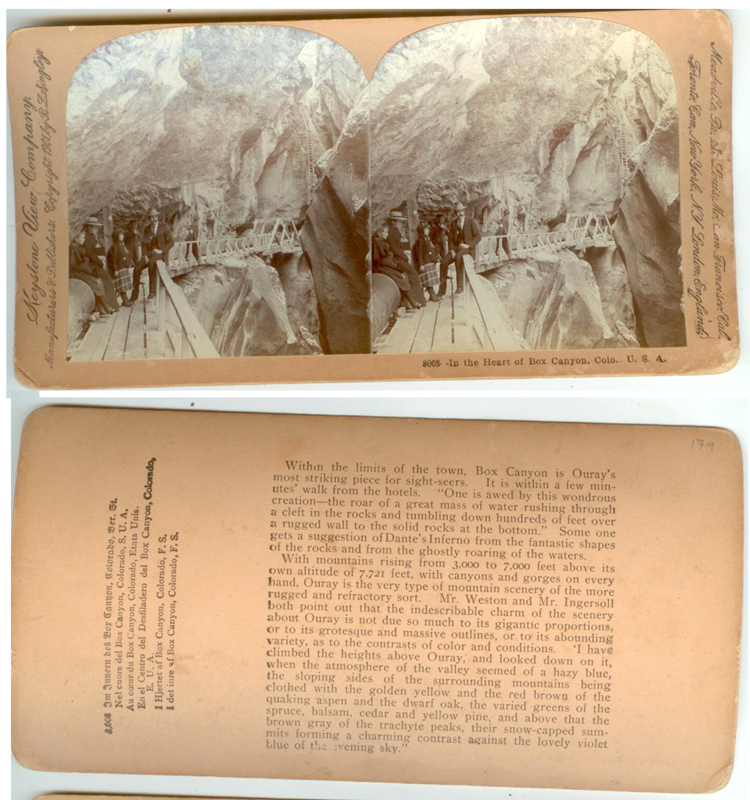 Keystone View Company,
Manufacturers & Publishers. Copyright 1901, by B. L. Singley
Meadville, Pa., St. Louis, Mo., San Francisco, Cal.,
Toronto, Can., New York, N.Y. London, England.
8008 -In the Heart of Box Canyon, Colo., U. S. A.
179
8,008 Im Innern des Box Canyon, Colorado, Ver. St.
Nel cuore del Box Canyon, Colorado, S. U. A.
Au cœur du Box Canyon, Colorado, Etats Unis.
En el Centro del Desfiladero del Box Canyon, Colorado,
E. U. A.
I Hjertet af Box Canyon, Colorado, F. S.
I det inre af Box Canyon, Colorado, F. S.
Within the limits of the town, Box Canyon is Ouray's
most striking piece for sight-seers. It is within a few min-
utes' walk from the hotels. "One is awed by this wondrous
creation—the roar of a great mass of water rushing through
a cleft in the rocks and tumbling down hundreds of feet over
a rugged wall to the solid rocks at the bottom." Some one
gets a suggestion of Dante's Inferno from the fantastic shapes
of the rocks and from the ghostly roaring of the waters.
With mountains rising from 3,000 to 7,000 feet above its
own altitude of 7,721 feet, with canyons and gorges on every
hand, Ouray is the very type of mountain scenery of the more
rugged and refractory sort. Mr. Weston and Mr. Ingersoll
both point out that the indescribable charm of the scenery
about Ouray is not due so much to its gigantic proportions,
or to its grotesque and massive outlines, or to its abounding
variety, as to the contrasts of color and conditions. 'I have
climbed the heights above Ouray, and looked down on it,
when the atmosphere of the valley seemed of a hazy blue,
the sloping sides of the surrounding mountains being
clothed with the golden yellow and the red brown of the
quaking aspen and the dwarf oak, the varied greens of the
spruce, balsam, cedar and yellow pine, and above that the
brown gray of the trachyte peaks, their snow-capped sum-
mits forming a charming contrast against the lovely violet
blue of the evening sky."